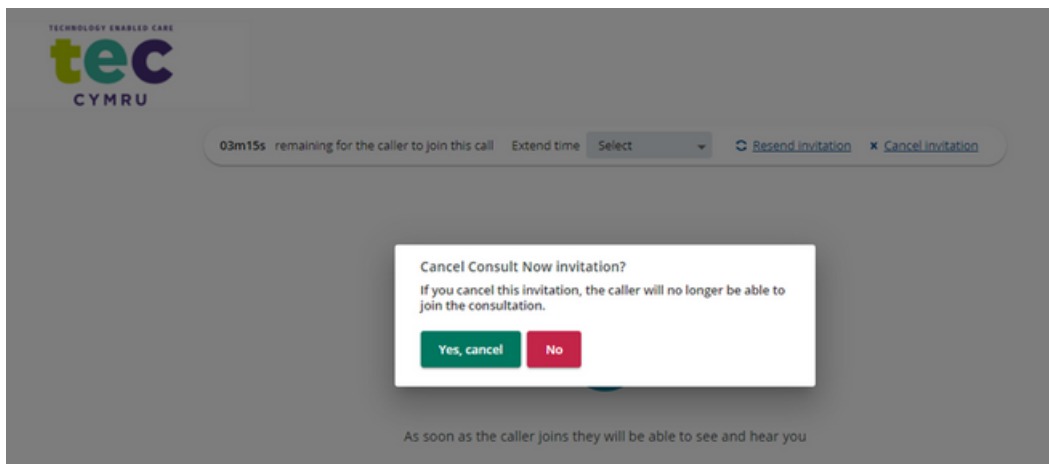 TECHNOLOGY ENABLED CARE
tec
CYMRU
03m15s remaining for the caller to join this call Extend time Select Resend invitation Cancel invitation
Cancel Consult Now invitation?
If you cancel this invitation, the caller will no longer be able to
join the consultation.
Yes, cancel No
As soon as the caller joins they will be able to see and hear you